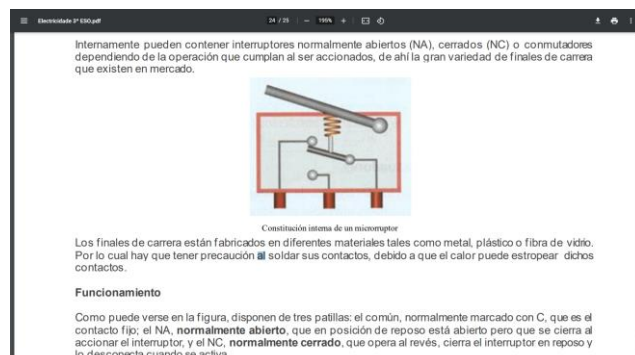 Electricidade 3º ESO.pdf
24 / 25
195%
Internamente pueden contener interruptores normalmente abiertos (NA), cerrados (NC) o conmutadores
dependiendo de la operación que cumplan al ser accionados, de ahí la gran variedad de finales de carrera
que existen en mercado.
Constitución interna de un microrruptor
Los finales de carrera están fabricados en diferentes materiales tales como metal, plástico o fibra de vidrio.
Por lo cual hay que tener precaución al soldar sus contactos, debido a que el calor puede estropear dichos
contactos.
Funcionamiento
Como puede verse en la figura, disponen de tres patillas: el común, normalmente marcado con C, que es el
contacto fijo; el NA, normalmente abierto, que en posición de reposo está abierto pero que se cierra al
accionar el interruptor, y el NC, normalmente cerrado, que opera al revés, cierra el interruptor en reposo y
lo desconecta cuando se activa.